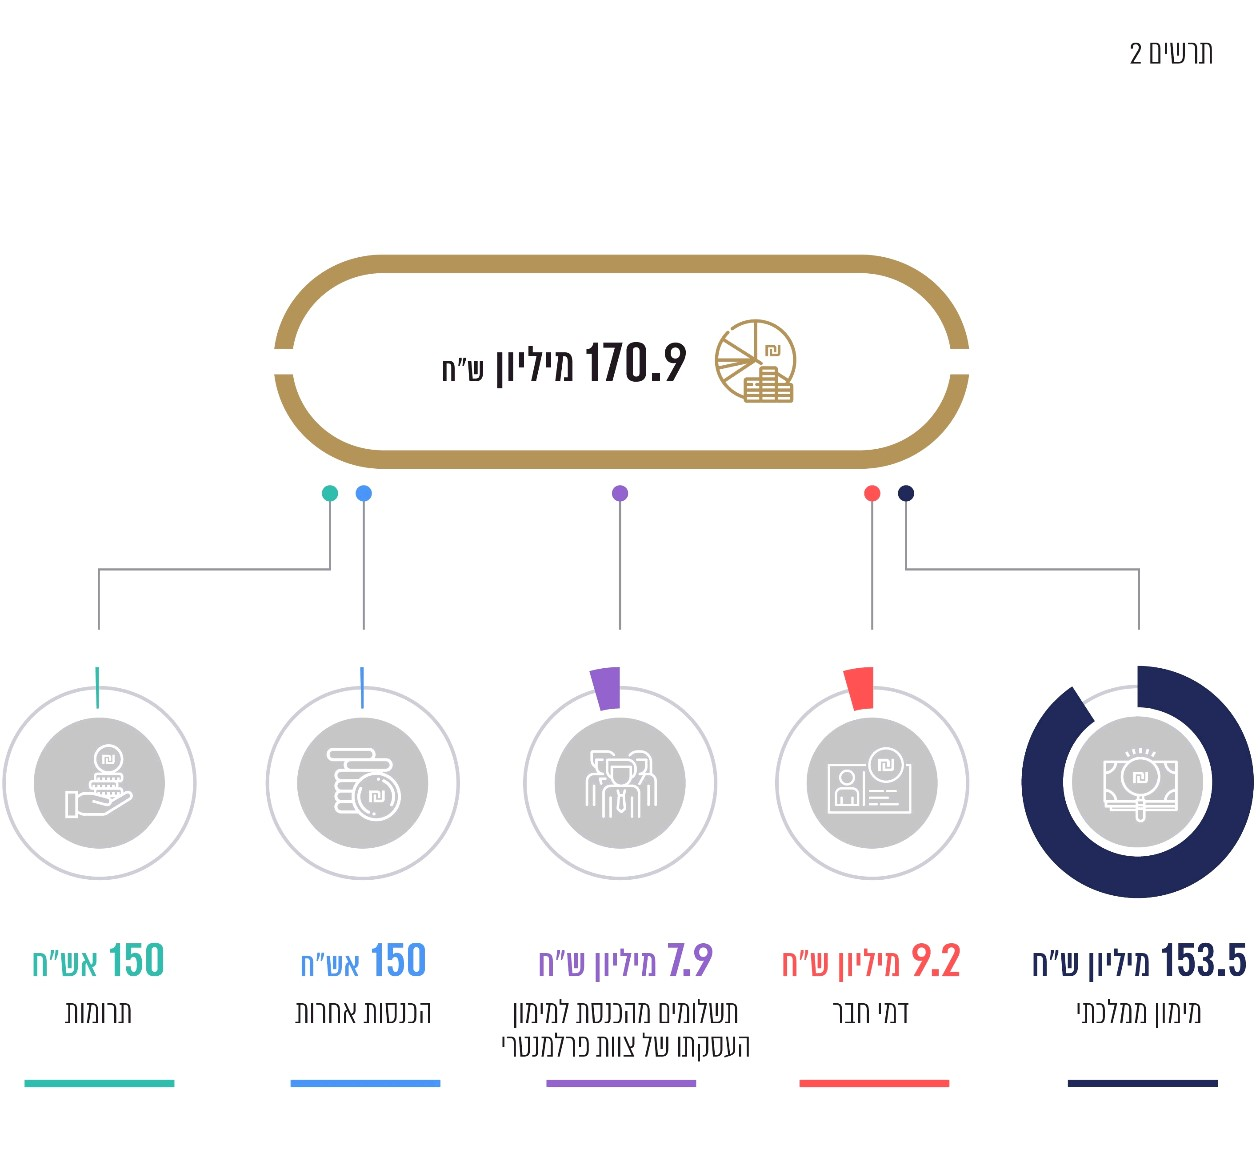 תרשים 2
170.9 מיליון ש"ח
153.5 מיליון ש"ח
מימון ממלכתי
9.2 מיליון ש"ח
דמי חבר
7.9 מיליון ש"ח
תשלומים מהכנסת למימון
העסקתו של צוות פרלמנטרי
150 אש"ח
הכנסות אחרות
150 אש"ח
תרומות